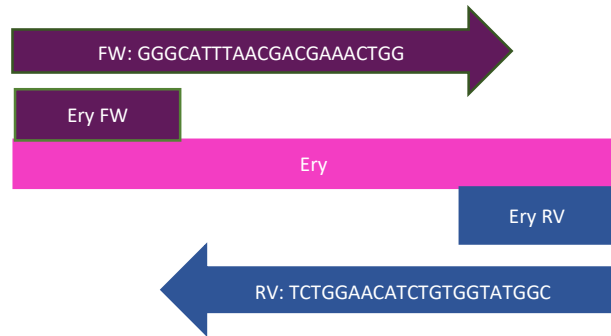 FW: GGGCATTTAACGACGAAACTGG
Ery FW
Ery
Ery RV
RV: TCTGGAACATCTGTGGTATGGC